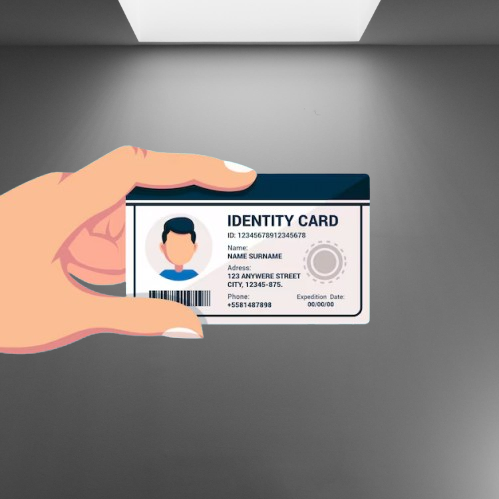 IDENTITY CARD
ID: 12345678912345678
Name:
NAME SURNAME
Adress:
123 ANYWERE STREET
CITY, 12345-875.
Phone:
+5581487898
Expedition Date:
00/00/00